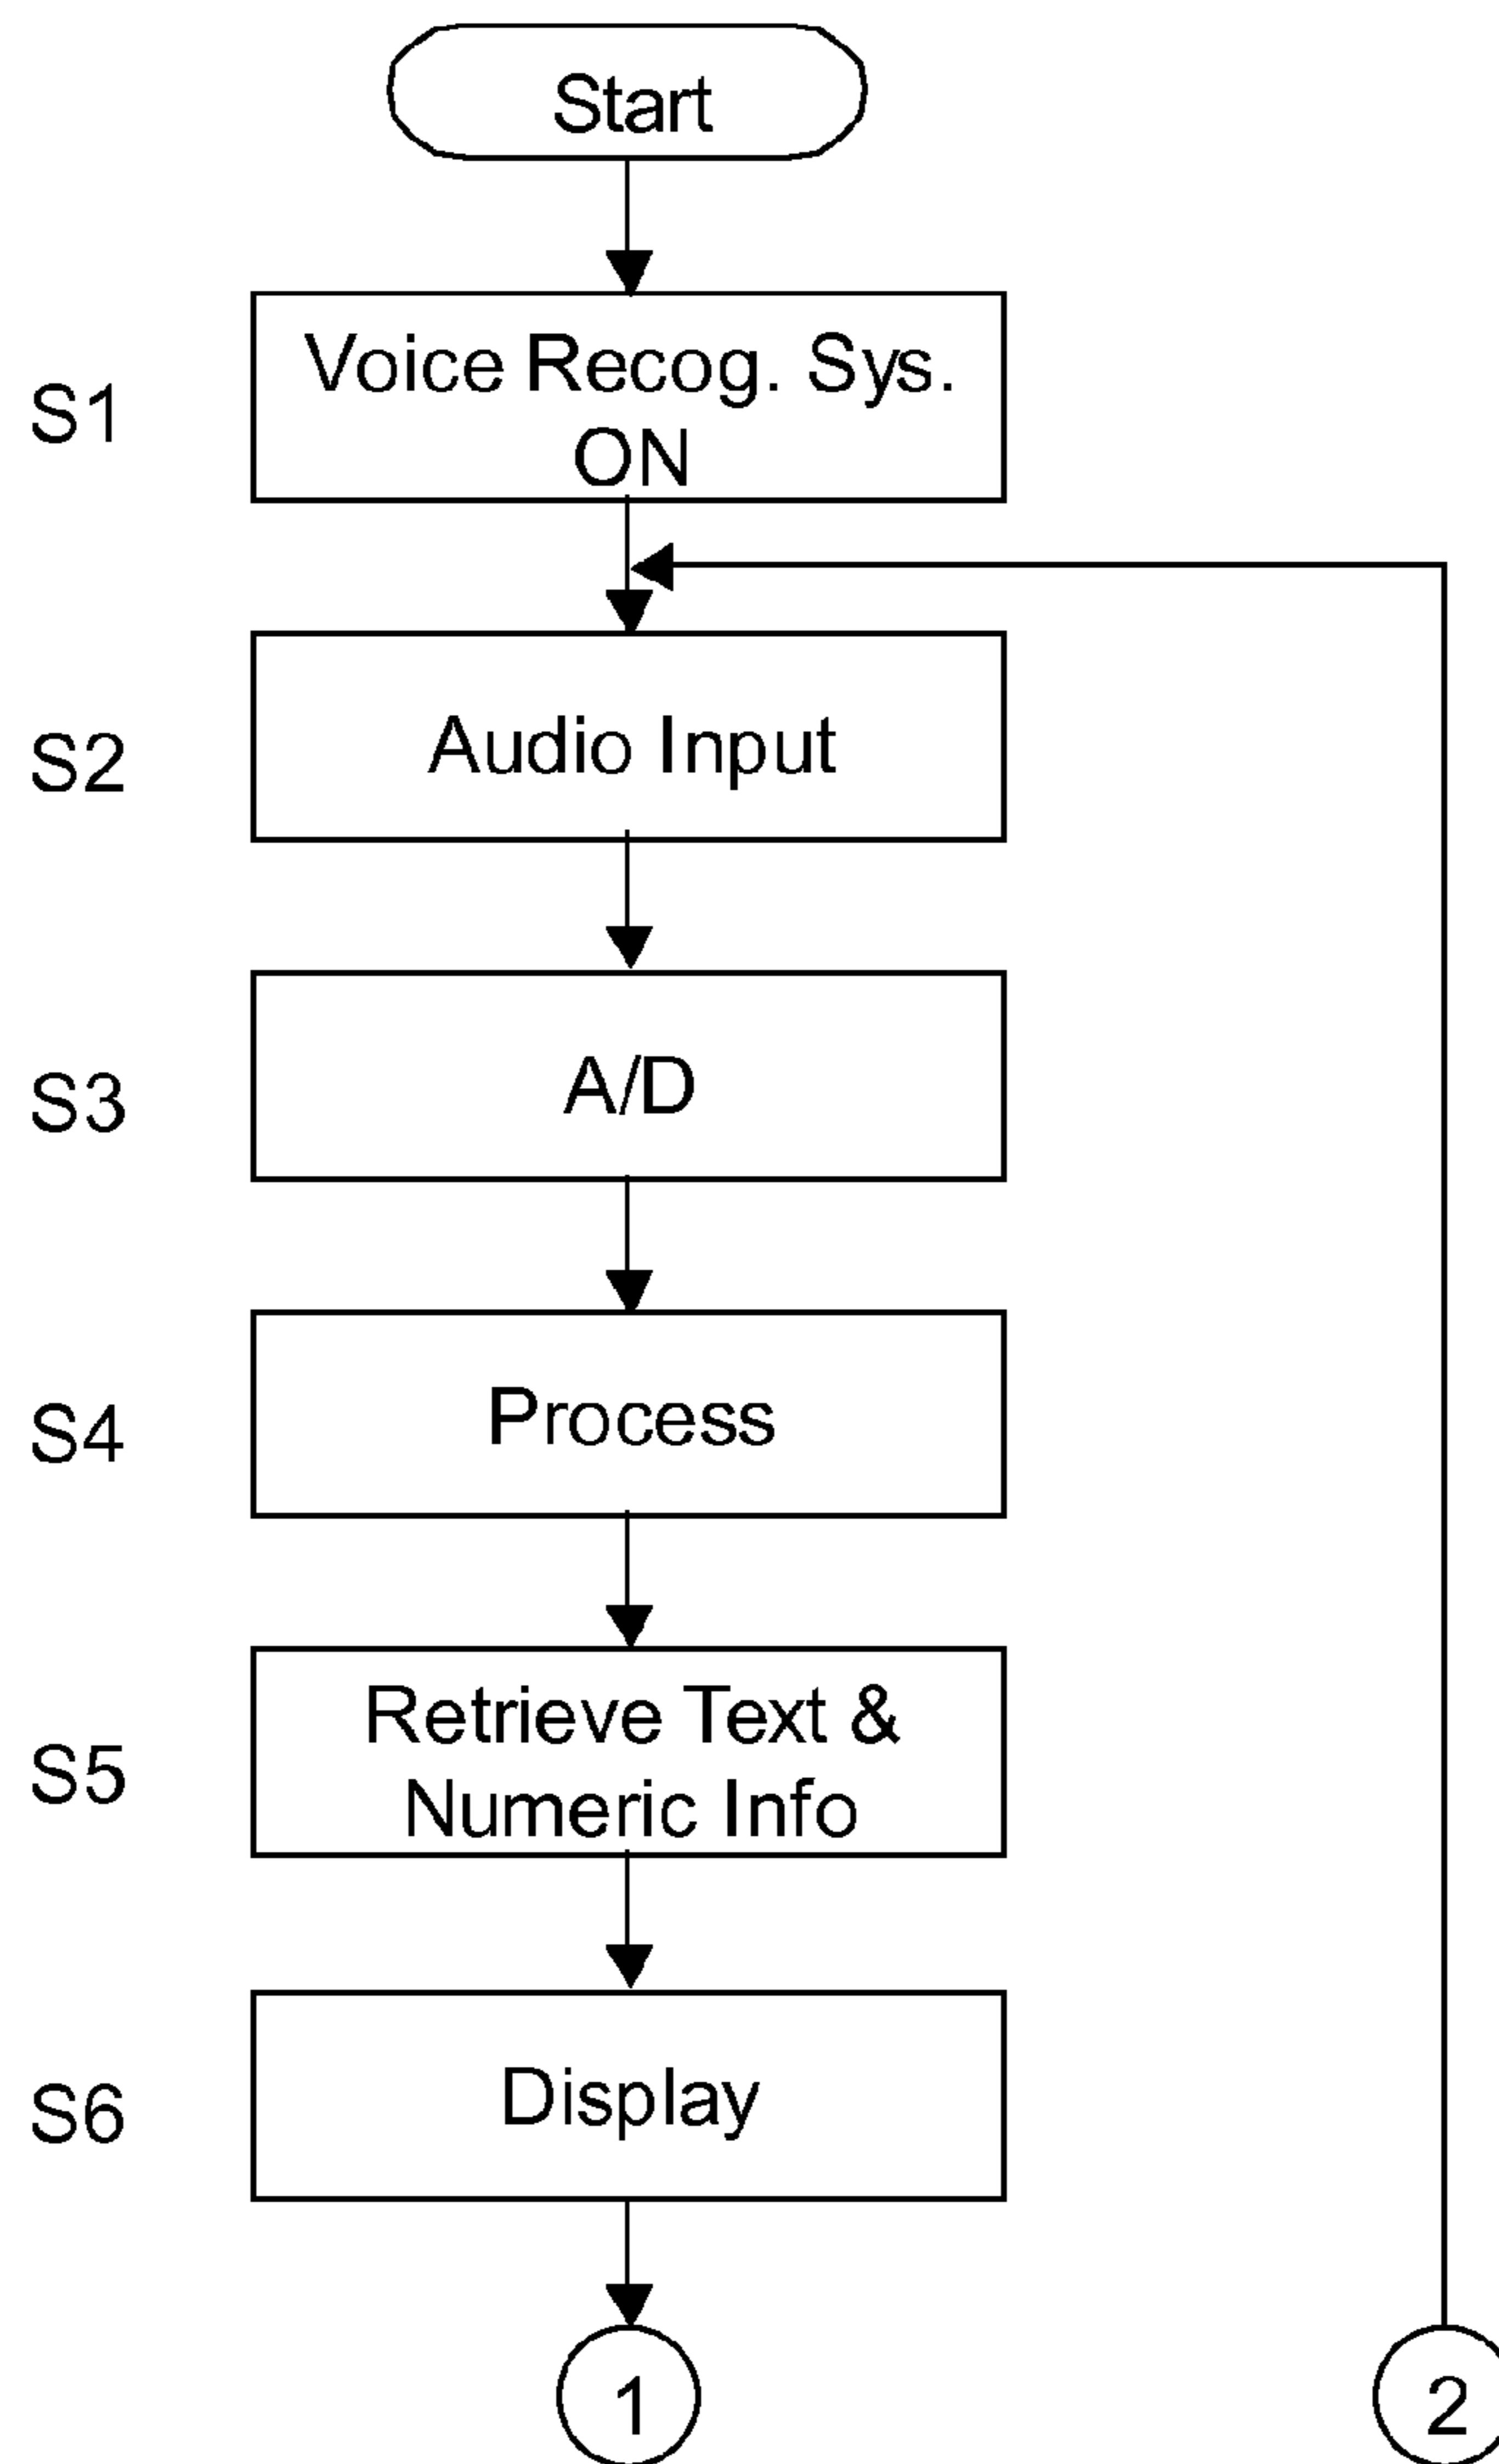 Start
S1
Voice Recog. Sys.
ON
S2
Audio Input
S3
A/D
S4
Process
S5
Retrieve Text &
Numeric Info
S6
Display
1
2